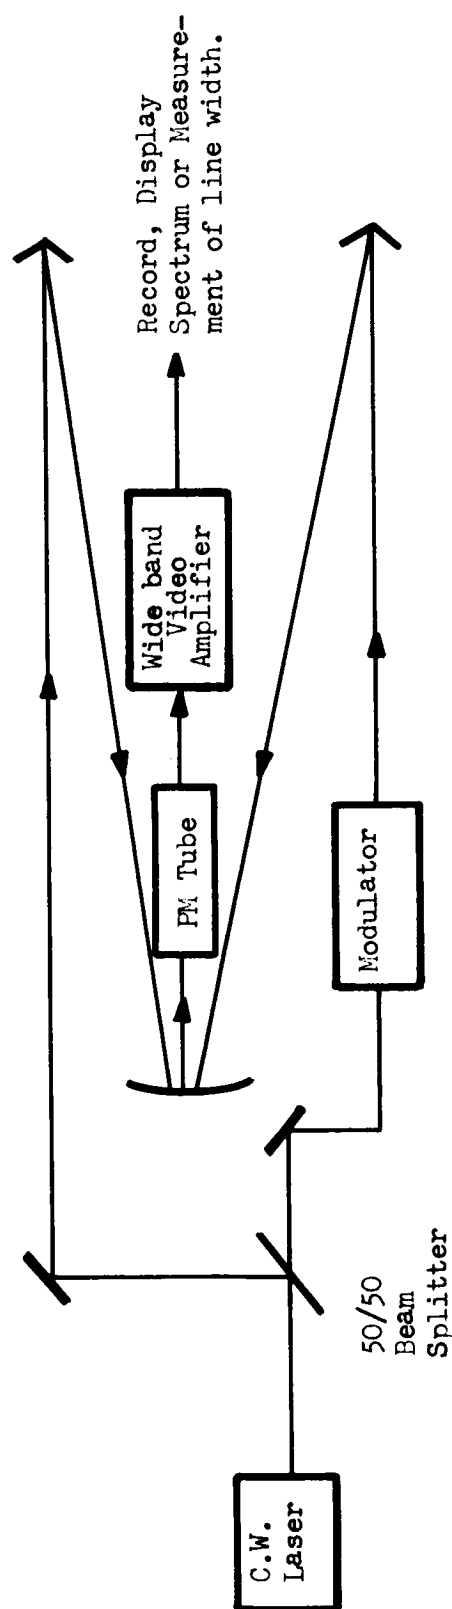 C.W.
Laser
50/50
Beam
Splitter
Modulator
PM Tube
Wide band
Video
Amplifier
Record, Display
Spectrum or Measure-
ment of line width.